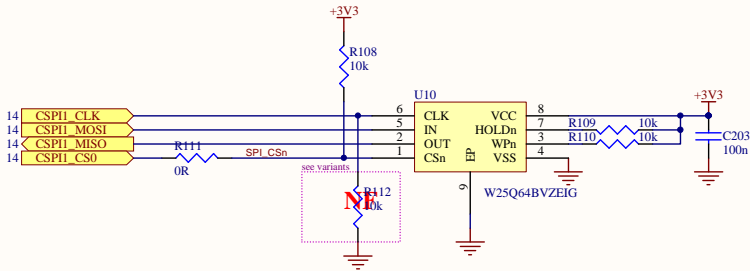 +3V3
R108
10k
U10
+3V3
14 CSPI1_CLK 6 CLK VCC 8
14 CSPI1_MOSI 5 IN HOLDn 7 R109 10k
14 CSPI1_MISO 2 OUT WPn 3 R110 10k
14 CSPI1_CS0 R111 0R SPI_CSn 1 CSn VSS 4
EP
9
C203
100n
see variants
R112
10k
NF
W25Q64BVZEIG